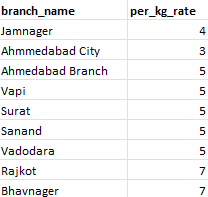 branch_name per_kg_rate
Jamnager 4
Ahmmedabad City 3
Ahmedabad Branch 5
Vapi 5
Surat 5
Sanand 5
Vadodara 5
Rajkot 7
Bhavnager 7